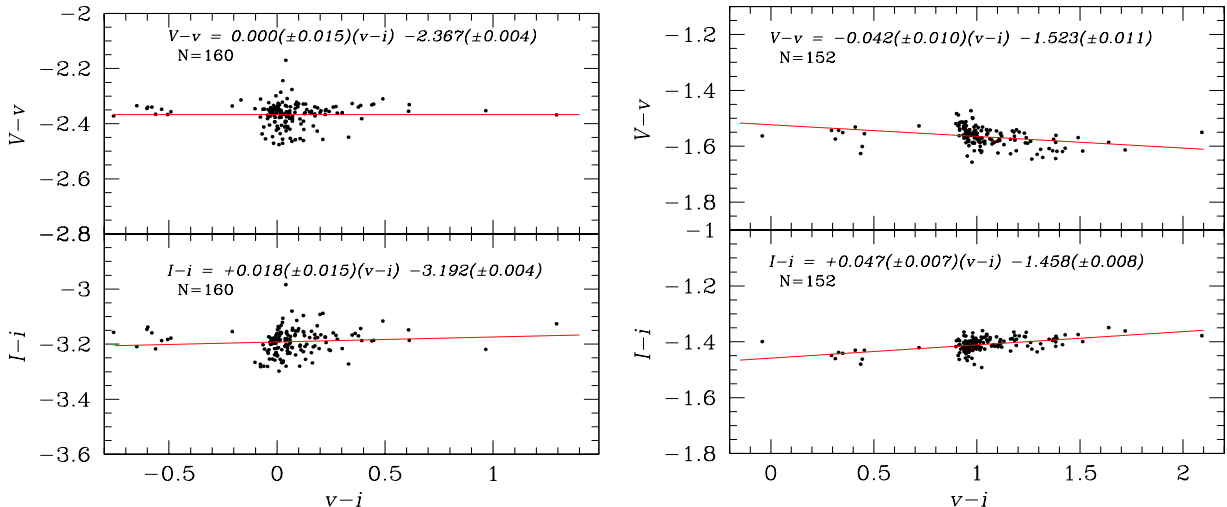 V−v = 0.000(±0.015)(v−i) −2.367(±0.004)
N=160
−2
−2.2
−2.4
−2.6
−2.8
V−v
I−i = +0.018(±0.015)(v−i) −3.192(±0.004)
N=160
−3
−3.2
−3.4
−3.6
I−i
−0.5
0
0.5
1
v−i
V−v = −0.042(±0.010)(v−i) −1.523(±0.011)
N=152
−1.2
−1.4
−1.6
−1.8
V−v
−1
I−i = +0.047(±0.007)(v−i) −1.458(±0.008)
N=152
−1.2
−1.4
−1.6
−1.8
I−i
0
0.5
1
1.5
2
v−i